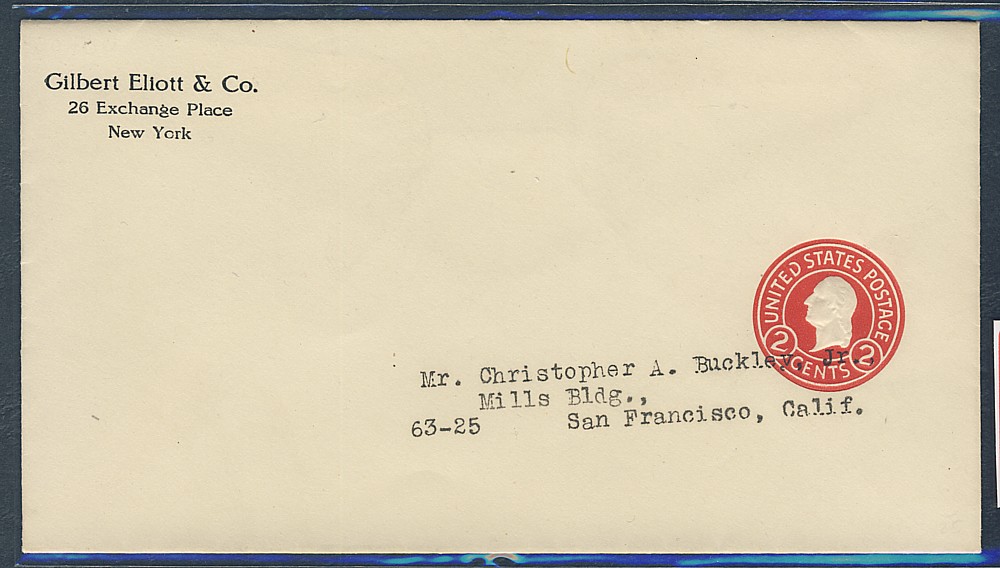 Gilbert Eliott & Co.
26 Exchange Place
New York
UNITED STATES POSTAGE
2 CENTS 2
Mr. Christopher A. Buckley, Jr.,
Mills Bldg.,
63-25 San Francisco, Calif.